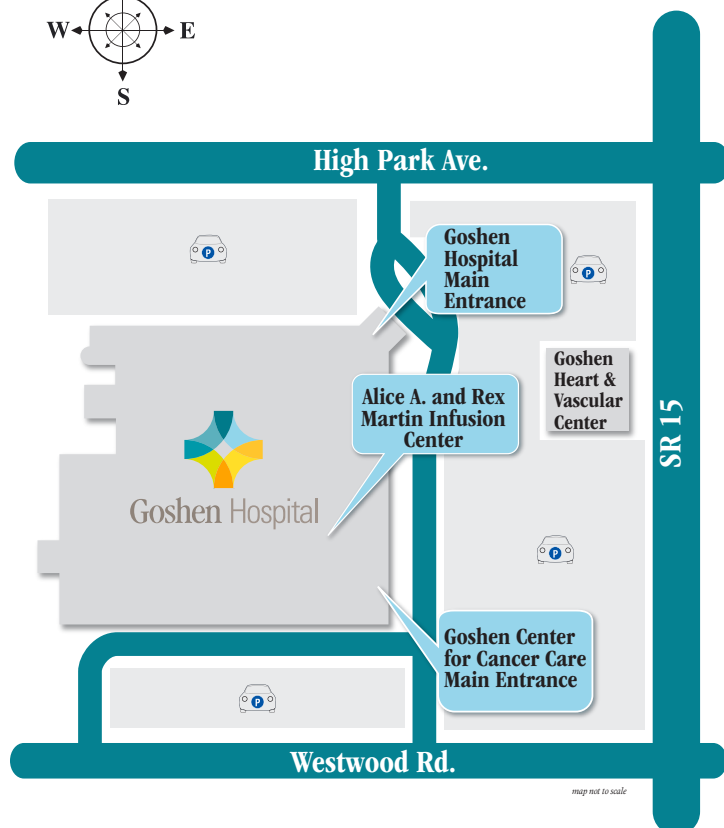 W
E
S
High Park Ave.
P
Goshen
Hospital
Main
Entrance
P
Goshen
Heart &
Vascular
Center
Alice A. and Rex
Martin Infusion
Center
SR 15
Goshen Hospital
P
Goshen Center
for Cancer Care
Main Entrance
P
Westwood Rd.
map not to scale